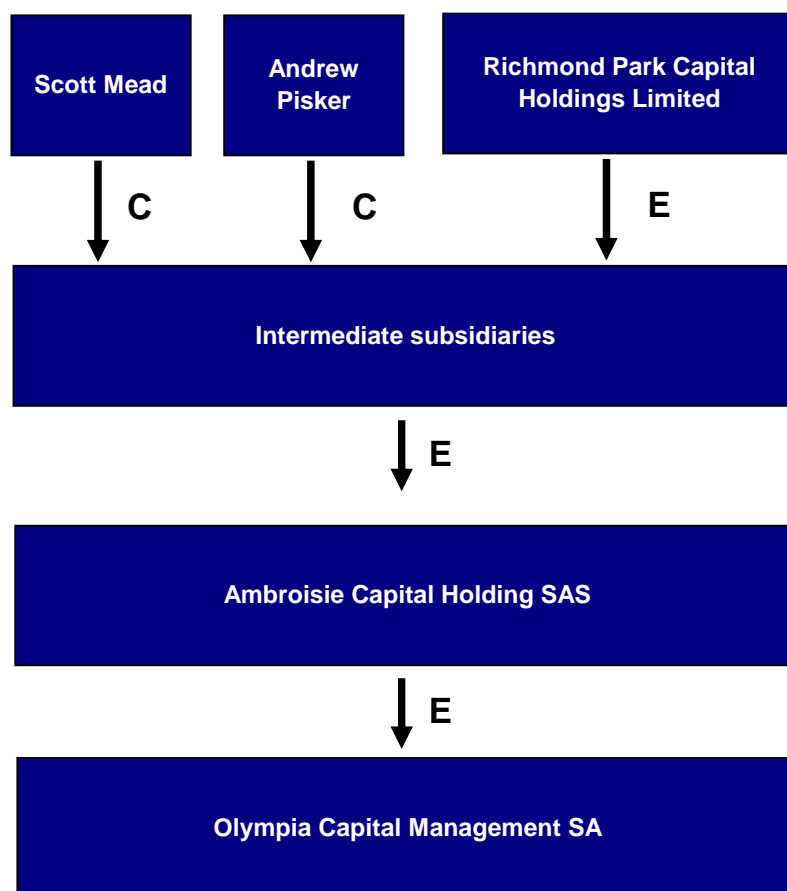 Scott Mead
Andrew
Pisker
Richmond Park Capital
Holdings Limited
C
C
E
Intermediate subsidiaries
E
Ambroisie Capital Holding SAS
E
Olympia Capital Management SA